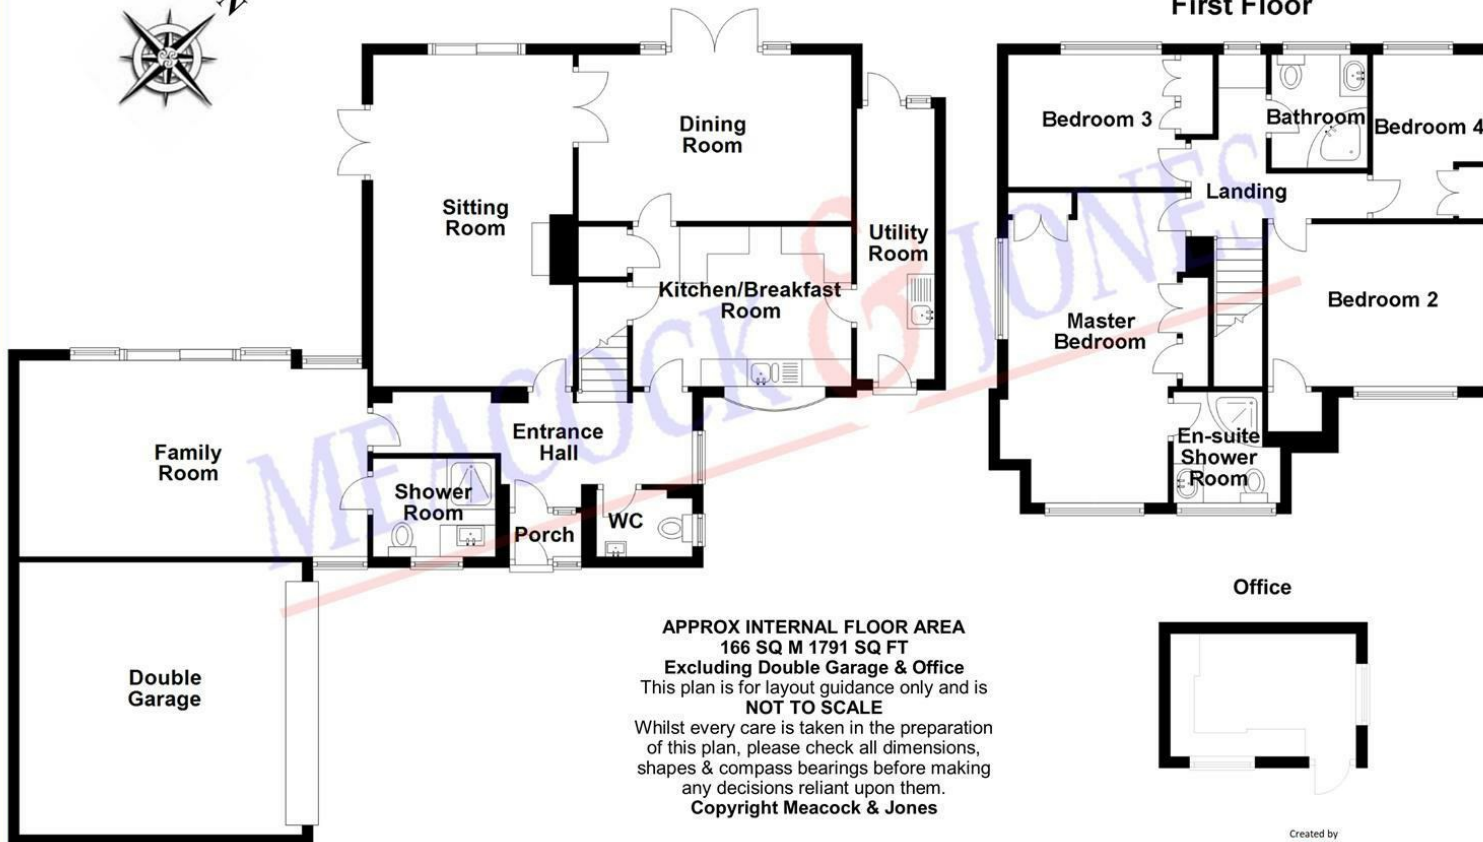 N
First Floor
Dining
Room
Sitting
Room
Utility
Room
Kitchen/Breakfast
Room
Family
Room
Entrance
Hall
Shower
Room
Porch
WC
Double
Garage
Bedroom 3
Bathroom
Bedroom 4
Landing
Master
Bedroom
Bedroom 2
En-suite
Shower
Room
Office
MEACOCK & JONES
APPROX INTERNAL FLOOR AREA
166 SQ M 1791 SQ FT
Excluding Double Garage & Office
This plan is for layout guidance only and is
NOT TO SCALE
Whilst every care is taken in the preparation
of this plan, please check all dimensions,
shapes & compass bearings before making
any decisions reliant upon them.
Copyright Meacock & Jones
Created by